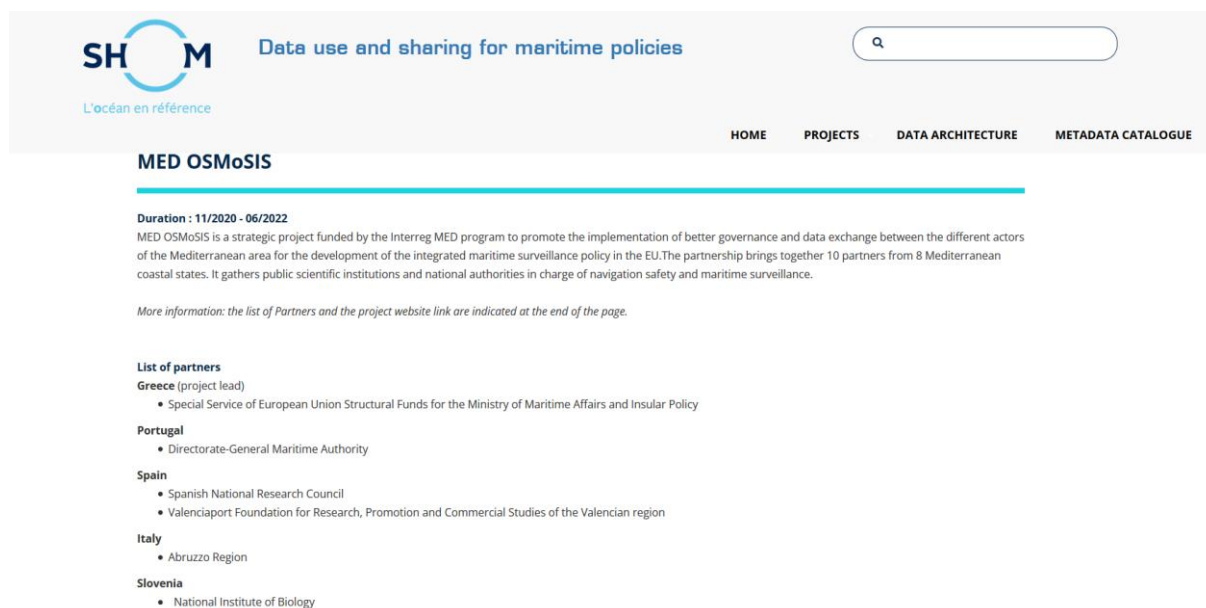 SHOM
Data use and sharing for maritime policies
L'océan en référence
HOME PROJECTS DATA ARCHITECTURE METADATA CATALOGUE
MED OSMoSIS
Duration : 11/2020 - 06/2022
MED OSMoSIS is a strategic project funded by the Interreg MED program to promote the implementation of better governance and data exchange between the different actors
of the Mediterranean area for the development of the integrated maritime surveillance policy in the EU.The partnership brings together 10 partners from 8 Mediterranean
coastal states. It gathers public scientific institutions and national authorities in charge of navigation safety and maritime surveillance.
More information: the list of Partners and the project website link are indicated at the end of the page.
List of partners
Greece (project lead)
• Special Service of European Union Structural Funds for the Ministry of Maritime Affairs and Insular Policy
Portugal
• Directorate-General Maritime Authority
Spain
• Spanish National Research Council
• Valenciaport Foundation for Research, Promotion and Commercial Studies of the Valencian region
Italy
• Abruzzo Region
Slovenia
• National Institute of Biology